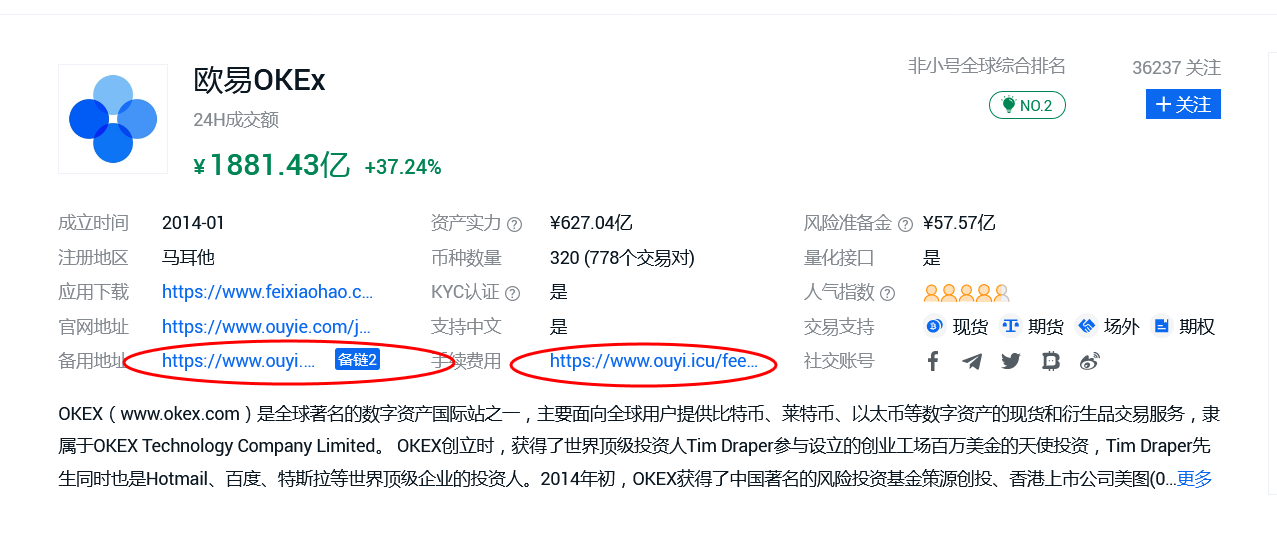 欧易OKEx
24H成交额
¥1881.43亿 +37.24%
非小号全球综合排名
NO.2
36237 关注
+ 关注
成立时间 2014-01 资产实力 ¥627.04亿 风险准备金 ¥57.57亿
注册地区 马耳他 币种数量 320 (778个交易对) 量化接口 是
应用下载 https://www.feixiaohao.c... KYC认证 是 人气指数
官网地址 https://www.ouyie.com/j... 支持中文 是 交易支持 现货 期货 场外 期权
备用地址 https://www.ouyi.... 备链2 手续费用 https://www.ouyi.icu/fee... 社交账号
OKEX（www.okex.com）是全球著名的数字资产国际站之一，主要面向全球用户提供比特币、莱特币、以太币等数字资产的现货和衍生品交易服务，隶
属于OKEX Technology Company Limited。 OKEX创立时，获得了世界顶级投资人Tim Draper参与设立的创业工场百万美金的天使投资，Tim Draper先
生同时也是Hotmail、百度、特斯拉等世界顶级企业的投资人。2014年初，OKEX获得了中国著名的风险投资基金策源创投、香港上市公司美图(0...更多